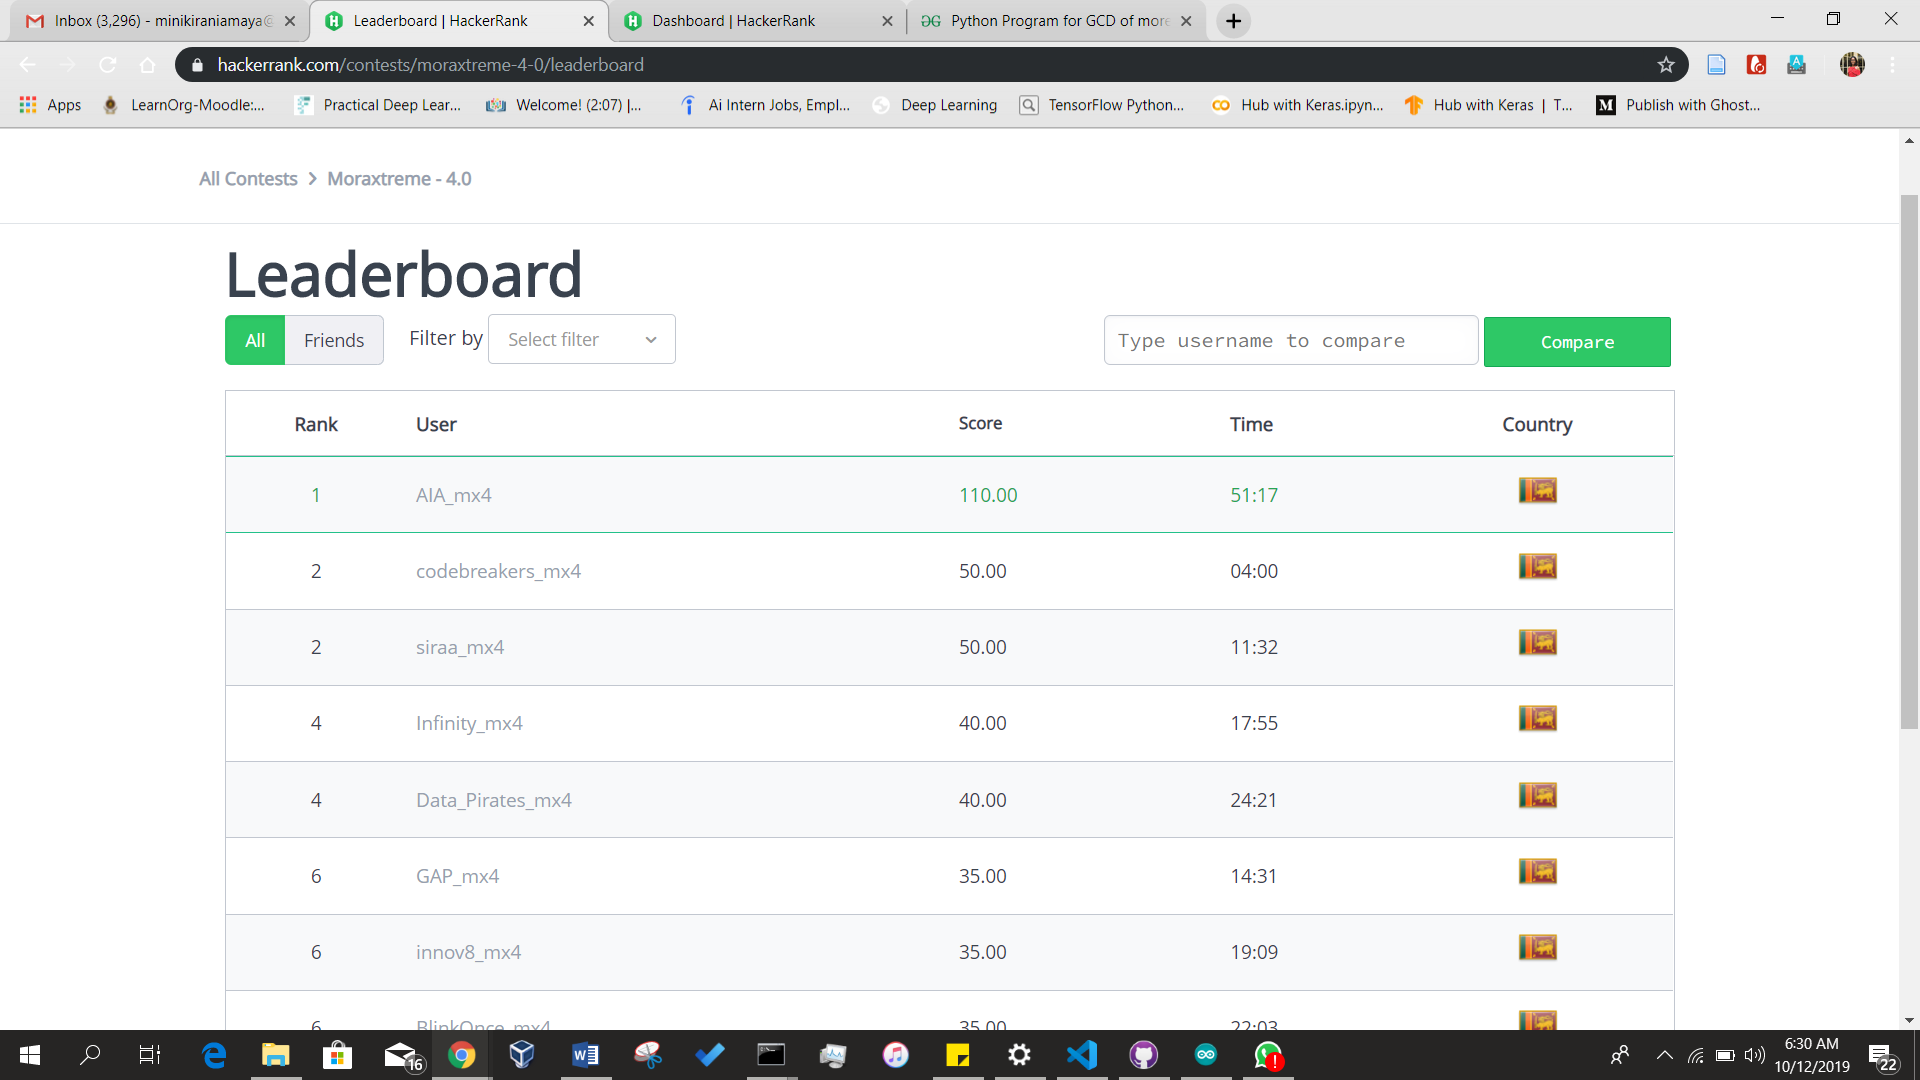 Inbox (3,296) - minikiraniamaya@
Leaderboard | HackerRank
Dashboard | HackerRank
Python Program for GCD of more
hackerrank.com/contests/moraxtreme-4-0/leaderboard
Apps
LearnOrg-Moodle:...
Practical Deep Lear...
Welcome! (2:07) |...
Ai Intern Jobs, Empl...
Deep Learning
TensorFlow Python...
Hub with Keras.ipyn...
Hub with Keras | T...
Publish with Ghost...
All Contests > Moraxtreme - 4.0
Leaderboard
All Friends Filter by Select filter Type username to compare Compare
Rank User Score Time Country
1 AIA_mx4 110.00 51:17
2 codebreakers_mx4 50.00 04:00
2 siraa_mx4 50.00 11:32
4 Infinity_mx4 40.00 17:55
4 Data_Pirates_mx4 40.00 24:21
6 GAP_mx4 35.00 14:31
6 innov8_mx4 35.00 19:09
6 BlinkOnce_mx4 35.00 22:03
16
6:30 AM
10/12/2019
22